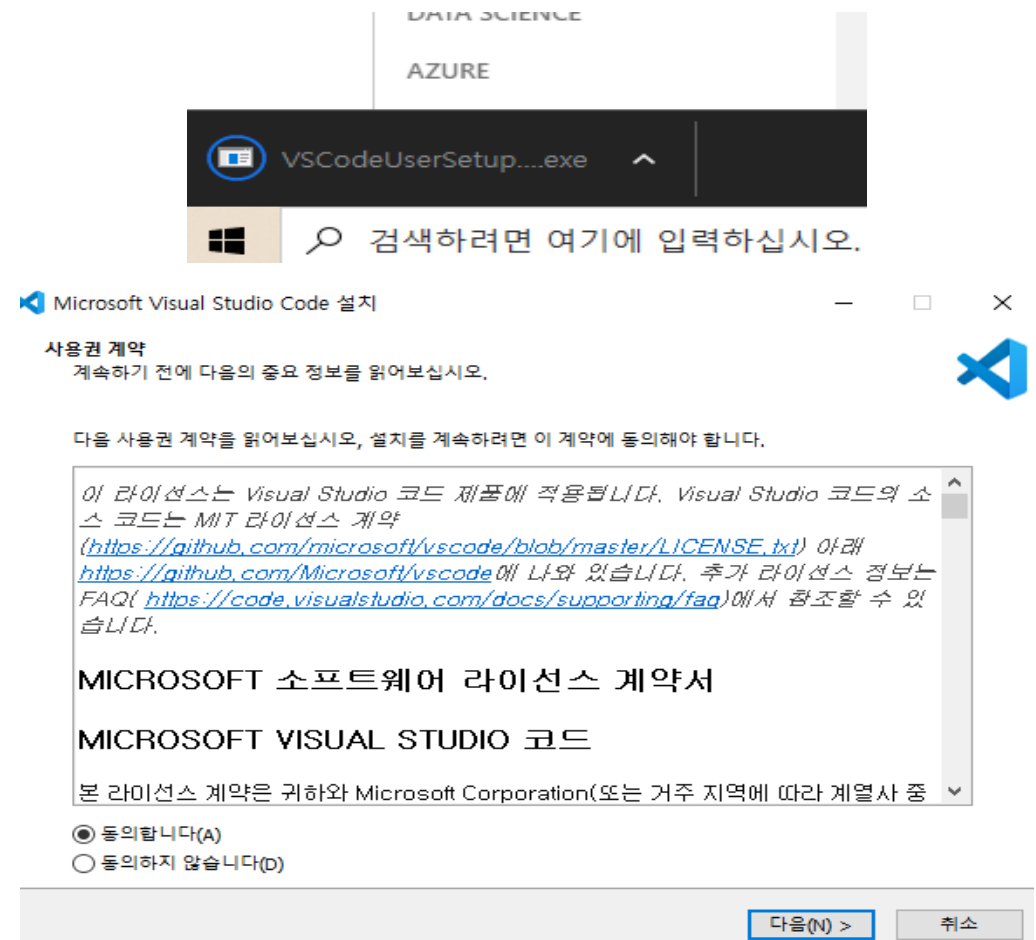 DATA SCIENCE
AZURE
VSCodeUserSetup....exe
검색하려면 여기에 입력하십시오.
Microsoft Visual Studio Code 설치
사용권 계약
계속하기 전에 다음의 중요 정보를 읽어보십시오.
다음 사용권 계약을 읽어보십시오, 설치를 계속하려면 이 계약에 동의해야 합니다.
이 라이선스는 Visual Studio 코드 제품에 적용됩니다. Visual Studio 코드의 소
스 코드는 MIT 라이선스 계약
(https://github.com/microsoft/vscode/blob/master/LICENSE.txt) 아래
https://github.com/Microsoft/vscode에 나와 있습니다. 추가 라이선스 정보는
FAQ( https://code.visualstudio.com/docs/supporting/faq)에서 참조할 수 있
습니다.
MICROSOFT 소프트웨어 라이선스 계약서
MICROSOFT VISUAL STUDIO 코드
본 라이선스 계약은 귀하와 Microsoft Corporation(또는 거주 지역에 따라 계열사 중
동의합니다(A)
동의하지 않습니다(D)
다음(N) >
취소